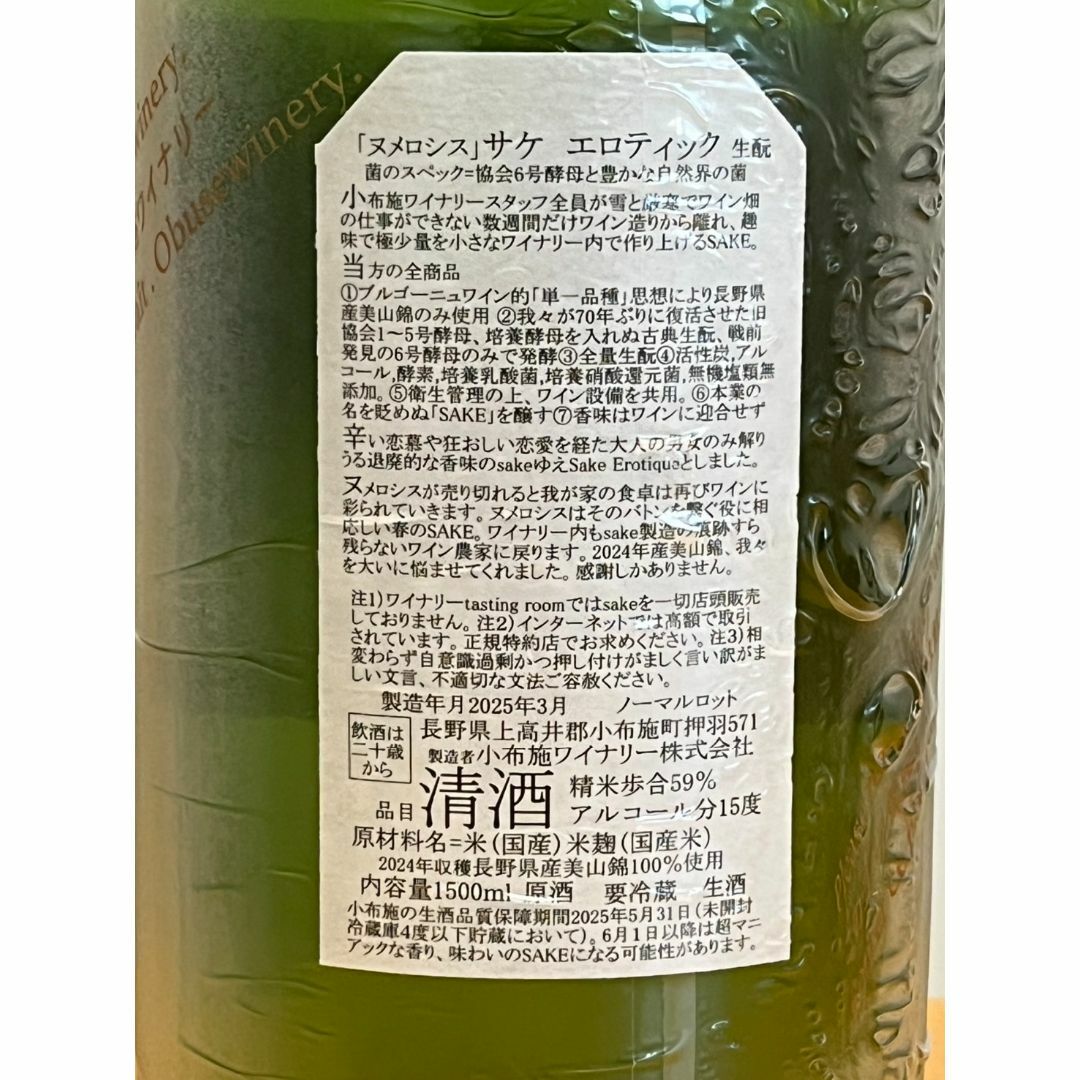 winery.
ワイナリー
Obusewinery.
「ヌメロシス」サケ エロティック 生酛
菌のスペック=協会6号酵母と豊かな自然界の菌
小布施ワイナリースタッフ全員が雪と厳寒でワイン畑
の仕事ができない数週間だけワイン造りから離れ、趣
味で極少量を小さなワイナリー内で作り上げるSAKE。
当方の全商品
①ブルゴーニュワイン的「単一品種」思想により長野県
産美山錦のみ使用 ②我々が70年ぶりに復活させた旧
協会1〜5号酵母、培養酵母を入れぬ古典生酛、戦前
発見の6号酵母のみで発酵③全量生酛④活性炭,アル
コール,酵素,培養乳酸菌,培養硝酸還元菌,無機塩類無
添加。⑤衛生管理の上、ワイン設備を共用。⑥本業の
名を貶めぬ「SAKE」を醸す⑦香味はワインに迎合せず
辛い恋慕や狂おしい恋愛を経た大人の男女のみ解り
うる退廃的な香味のsakeゆえSake Erotiqueとしました。
ヌメロシスが売り切れると我が家の食卓は再びワインに
彩られていきます。ヌメロシスはそのバトンを繋ぐ役に相
応しい春のSAKE。ワイナリー内もsake製造の痕跡すら
残らないワイン農家に戻ります。2024年産美山錦、我々
を大いに悩ませてくれました。感謝しかありません。
注1)ワイナリーtasting roomではsakeを一切店頭販売
しておりません。注2)インターネットでは高額で取引
されています。正規特約店でお求めください。注3)相
変わらず自意識過剰かつ押し付けがましく言い訳がま
しい文言、不適切な文法ご容赦ください。
製造年月2025年3月 ノーマルロット
飲酒は
二十歳
から
長野県上高井郡小布施町押羽571
製造者小布施ワイナリー株式会社
品目 清酒 精米歩合59%
アルコール分15度
原材料名=米(国産)米麹(国産米)
2024年収穫長野県産美山錦100%使用
内容量1500ml 原酒 要冷蔵 生酒
小布施の生酒品質保障期間2025年5月31日(未開封
冷蔵庫4度以下貯蔵において)。6月1日以降は超マニ
アックな香り、味わいのSAKEになる可能性があります。